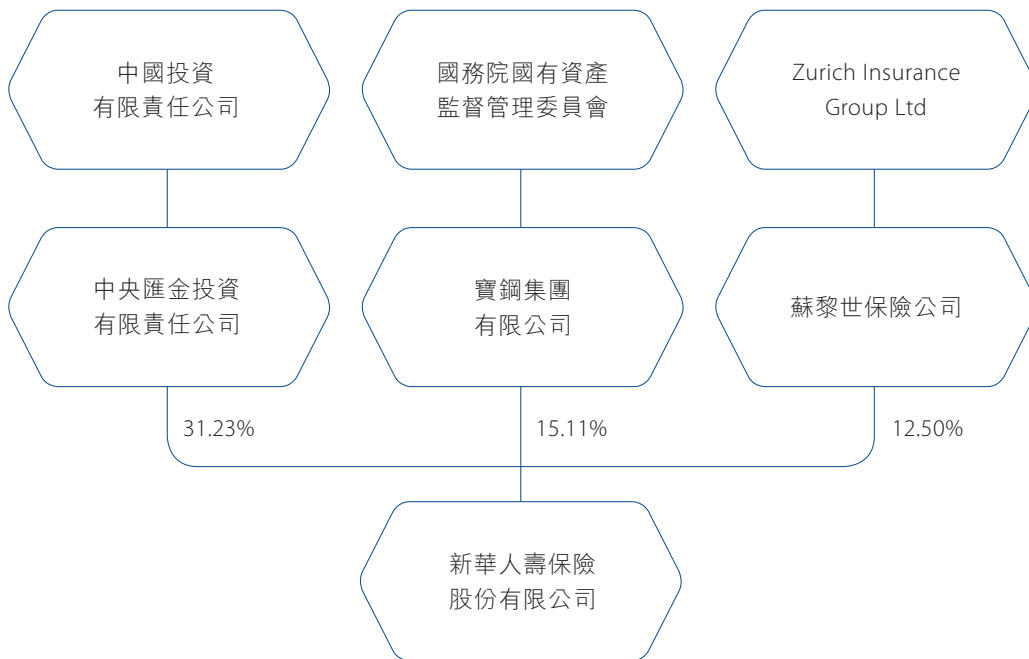 中國投資
有限責任公司
國務院國有資產
監督管理委員會
Zurich Insurance
Group Ltd
中央匯金投資
有限責任公司
寶鋼集團
有限公司
蘇黎世保險公司
31.23%
15.11%
12.50%
新華人壽保險
股份有限公司